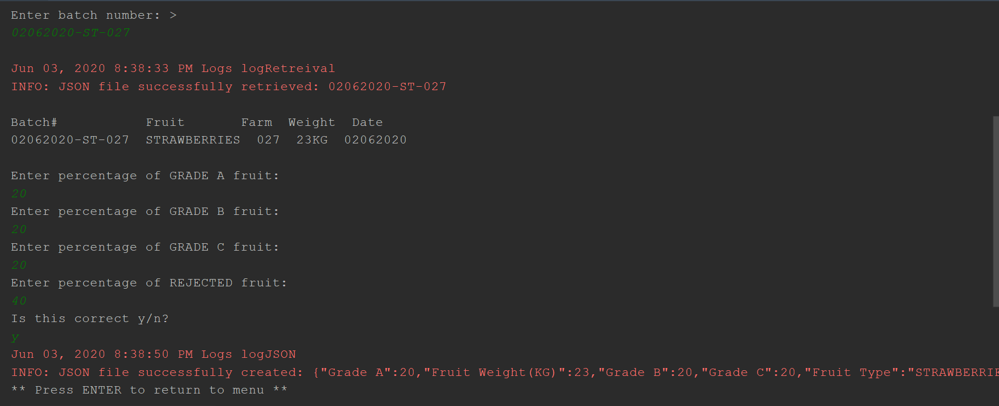 Enter batch number: >
02062020-ST-027
Jun 03, 2020 8:38:33 PM Logs logRetreival
INFO: JSON file successfully retrieved: 02062020-ST-027
Batch# Fruit Farm Weight Date
02062020-ST-027 STRAWBERRIES 027 23KG 02062020
Enter percentage of GRADE A fruit:
20
Enter percentage of GRADE B fruit:
20
Enter percentage of GRADE C fruit:
20
Enter percentage of REJECTED fruit:
40
Is this correct y/n?
y
Jun 03, 2020 8:38:50 PM Logs logJSON
INFO: JSON file successfully created: {"Grade A":20,"Fruit Weight(KG)":23,"Grade B":20,"Grade C":20,"Fruit Type":"STRAWBERRIE
** Press ENTER to return to menu **